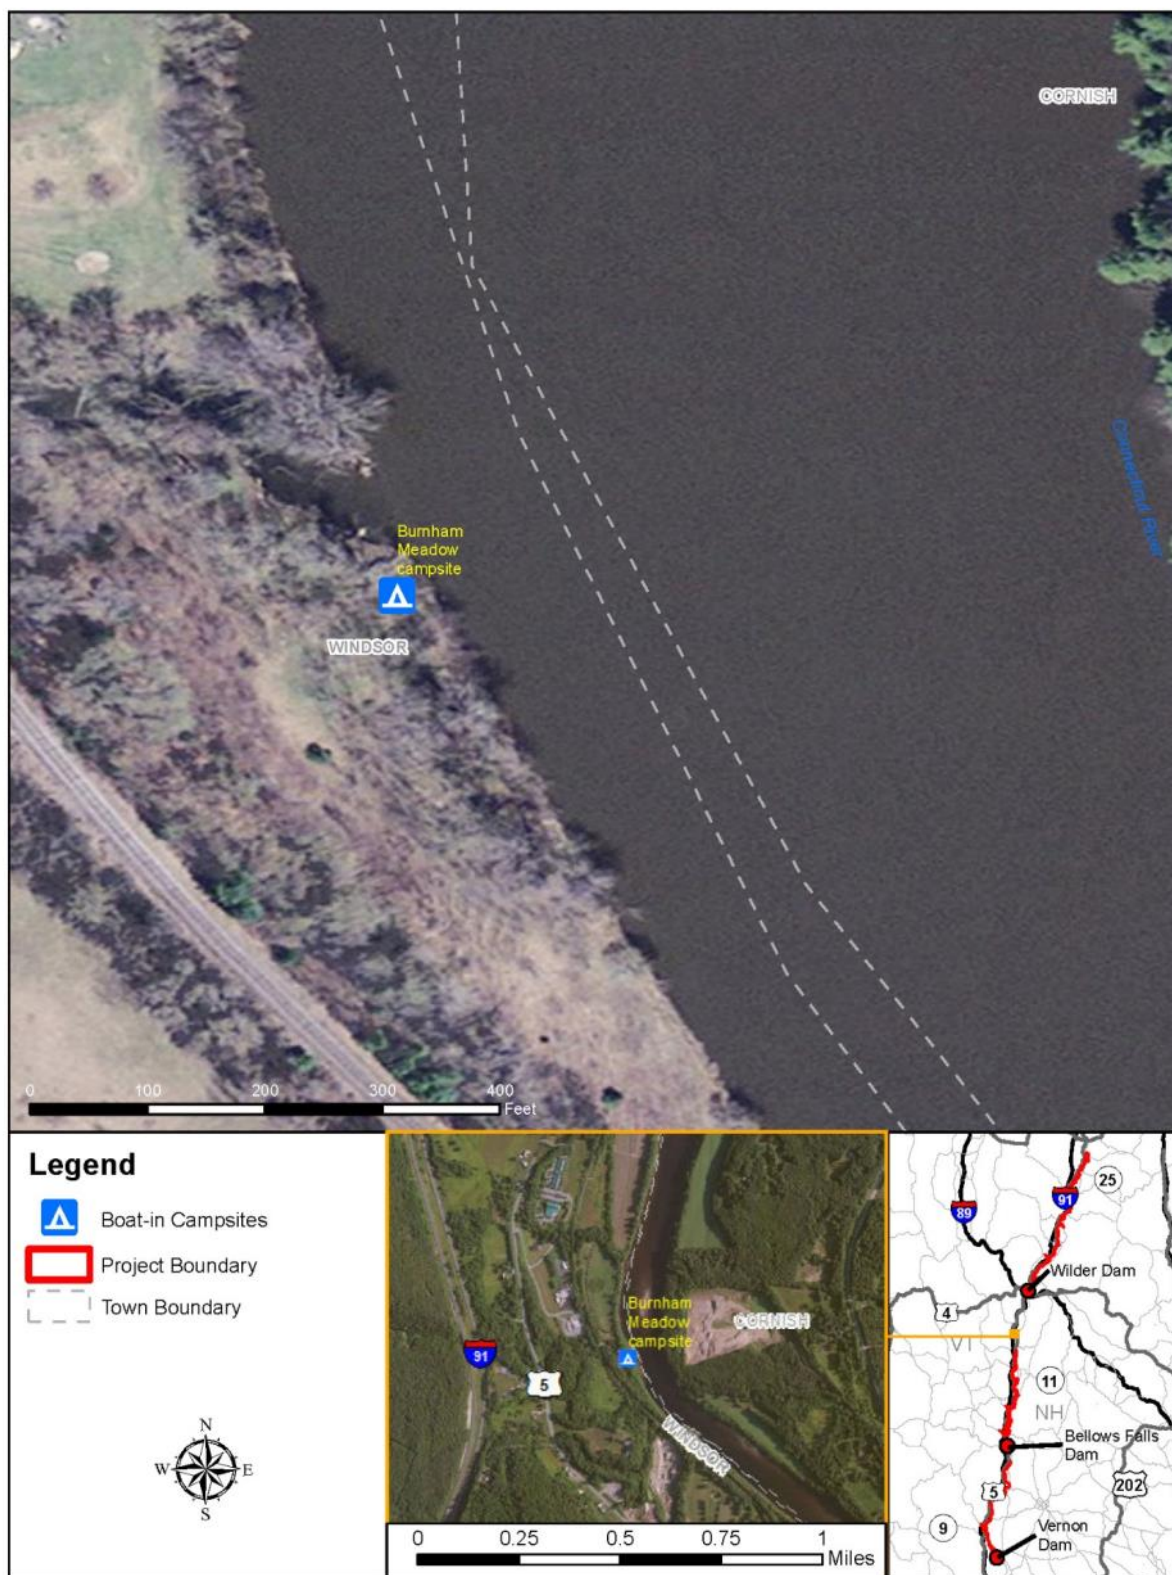 CORNISH
Connecticut River
Burnham
Meadow
campsite
WINDSOR
0 100 200 300 400
Feet
Legend
Boat-in Campsites
Project Boundary
Town Boundary
N
W E
S
Burnham
Meadow
campsite
CORNISH
91
5
WINDSOR
0 0.25 0.5 0.75 1
Miles
25
91
89
Wilder Dam
4
VT
11
NH
Bellows Falls
Dam
202
5
9
Vernon
Dam